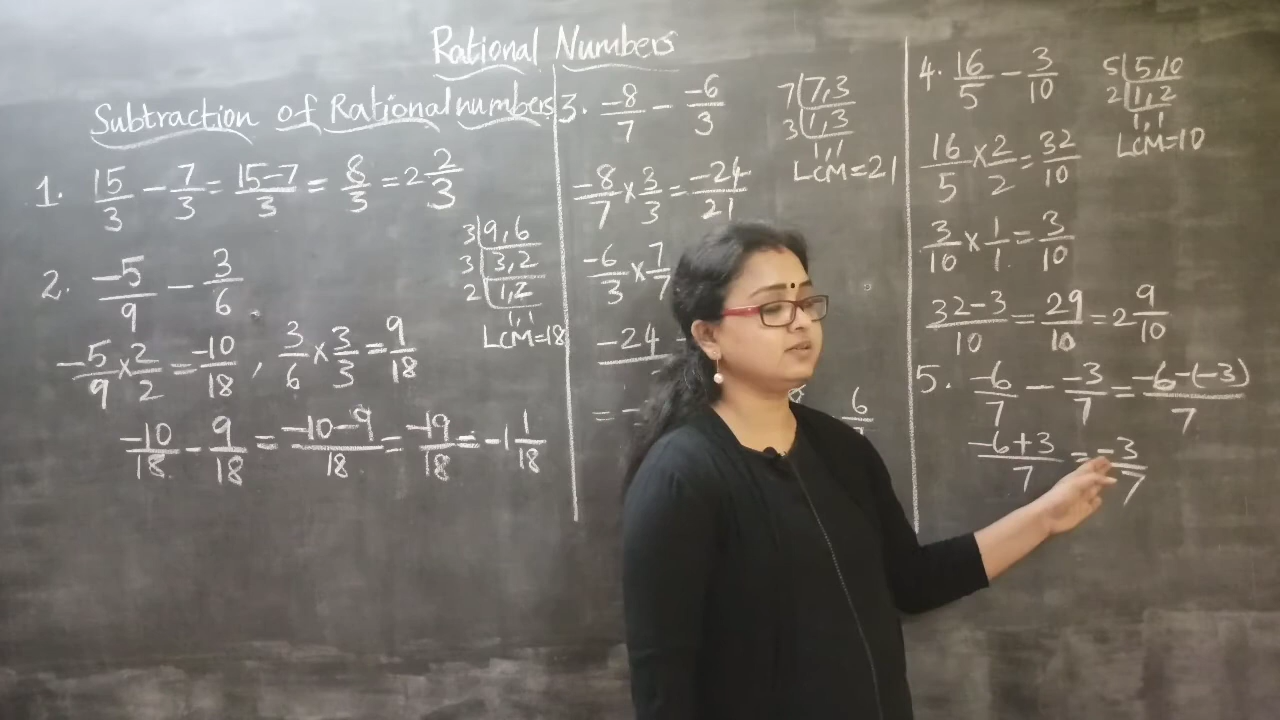 Rational Numbers
Subtraction of Rational numbers
1. 15/3 - 7/3 = 15-7/3 = 8/3 = 2 2/3
2. -5/9 - 3/6
3 | 9, 6
3 | 3, 2
2 | 1, 2
1, 1
LCM = 18
-5/9 × 2/2 = -10/18 , 3/6 × 3/3 = 9/18
-10/18 - 9/18 = -10-9/18 = -19/18 = -1 1/18
3. -8/7 - -6/3
7 | 7, 3
3 | 1, 3
1, 1
LCM = 21
-8/7 × 3/3 = -24/21
-6/3 × 7/7
-24
= -
6
4. 16/5 - 3/10
5 | 5, 10
2 | 1, 2
1, 1
LCM = 10
16/5 × 2/2 = 32/10
3/10 × 1/1 = 3/10
32-3/10 = 29/10 = 2 9/10
5. -6/7 - -3/7 = -6-(-3)/7
-6+3/7 = -3/7